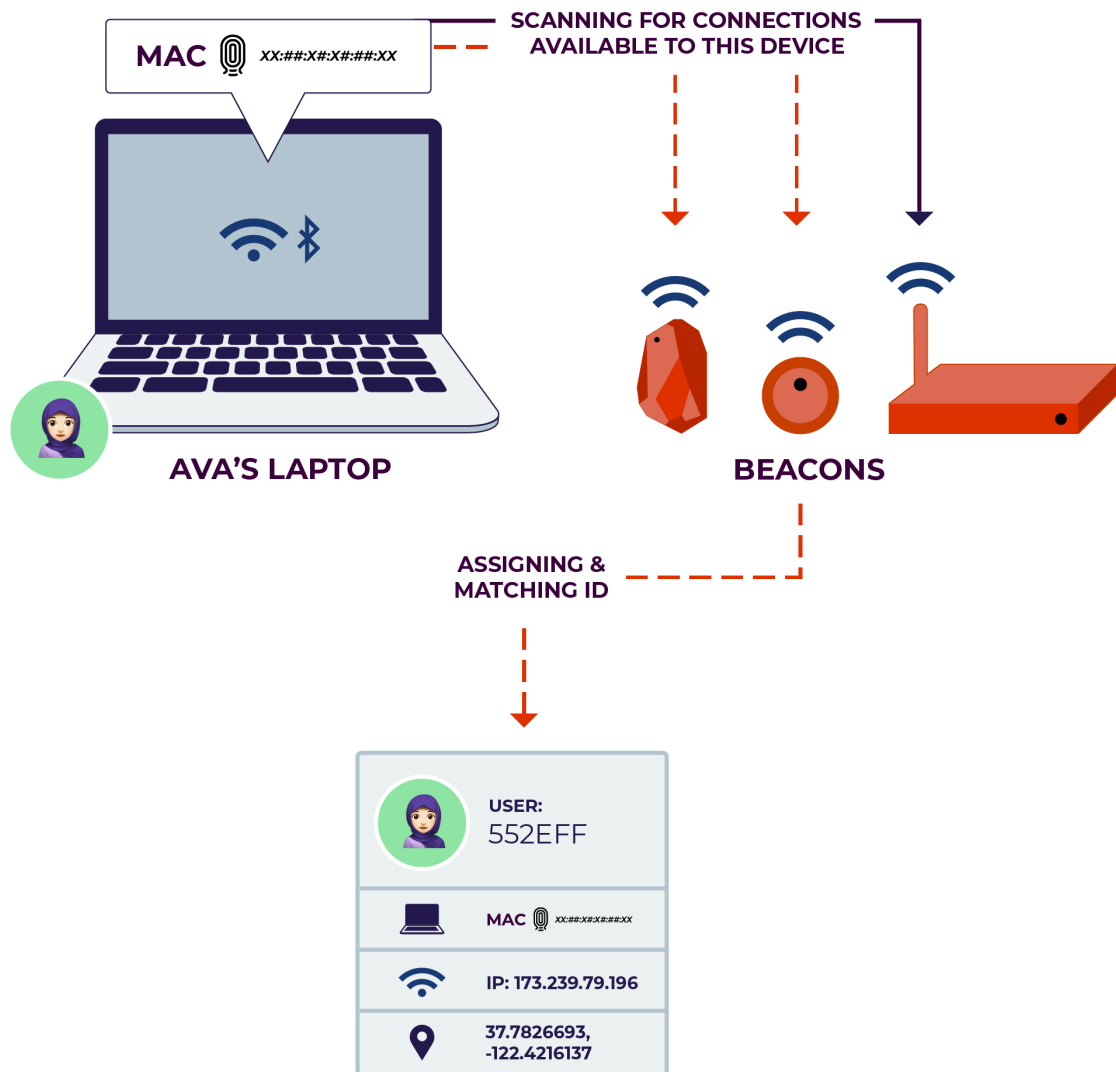 MAC XX:##:X#:X#:##:XX
SCANNING FOR CONNECTIONS
AVAILABLE TO THIS DEVICE
AVA’S LAPTOP
BEACONS
ASSIGNING &
MATCHING ID
USER:
552EFF
MAC XX:##:X#:X#:##:XX
IP: 173.239.79.196
37.7826693,
-122.4216137